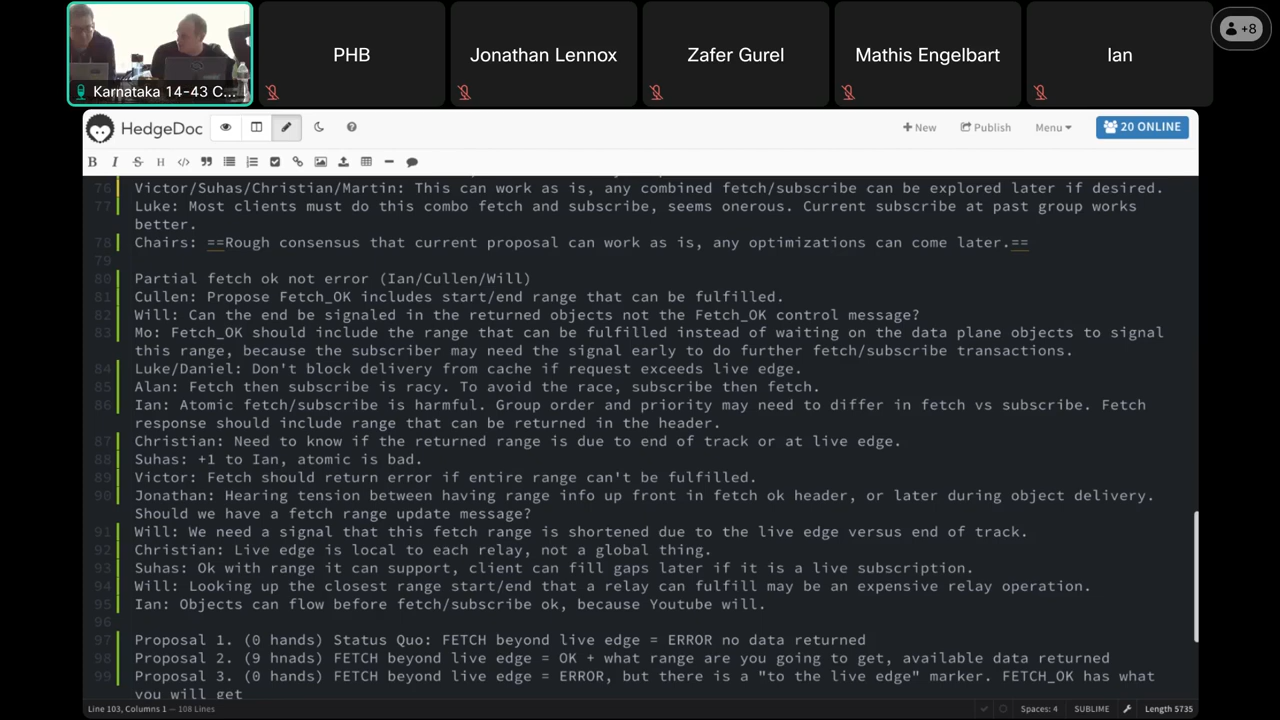 Karnataka 14-43 C...
PHB
Jonathan Lennox
Zafer Gurel
Mathis Engelbart
Ian
+8
HedgeDoc
New
Publish
Menu
20 ONLINE
B I S H
76 Victor/Suhas/Christian/Martin: This can work as is, any combined fetch/subscribe can be explored later if desired.
77 Luke: Most clients must do this combo fetch and subscribe, seems onerous. Current subscribe at past group works
better.
78 Chairs: ==Rough consensus that current proposal can work as is, any optimizations can come later.==
79
80 Partial fetch ok not error (Ian/Cullen/Will)
81 Cullen: Propose Fetch_OK includes start/end range that can be fulfilled.
82 Will: Can the end be signaled in the returned objects not the Fetch_OK control message?
83 Mo: Fetch_OK should include the range that can be fulfilled instead of waiting on the data plane objects to signal
this range, because the subscriber may need the signal early to do further fetch/subscribe transactions.
84 Luke/Daniel: Don't block delivery from cache if request exceeds live edge.
85 Alan: Fetch then subscribe is racy. To avoid the race, subscribe then fetch.
86 Ian: Atomic fetch/subscribe is harmful. Group order and priority may need to differ in fetch vs subscribe. Fetch
response should include range that can be returned in the header.
87 Christian: Need to know if the returned range is due to end of track or at live edge.
88 Suhas: +1 to Ian, atomic is bad.
89 Victor: Fetch should return error if entire range can't be fulfilled.
90 Jonathan: Hearing tension between having range info up front in fetch ok header, or later during object delivery.
Should we have a fetch range update message?
91 Will: We need a signal that this fetch range is shortened due to the live edge versus end of track.
92 Christian: Live edge is local to each relay, not a global thing.
93 Suhas: Ok with range it can support, client can fill gaps later if it is a live subscription.
94 Will: Looking up the closest range start/end that a relay can fulfill may be an expensive relay operation.
95 Ian: Objects can flow before fetch/subscribe ok, because Youtube will.
96
97 Proposal 1. (0 hands) Status Quo: FETCH beyond live edge = ERROR no data returned
98 Proposal 2. (9 hnads) FETCH beyond live edge = OK + what range are you going to get, available data returned
99 Proposal 3. (0 hands) FETCH beyond live edge = ERROR, but there is a "to the live edge" marker. FETCH_OK has what
you will get
Line 103, Columns 1 — 108 Lines
Spaces: 4
SUBLIME
Length 5735